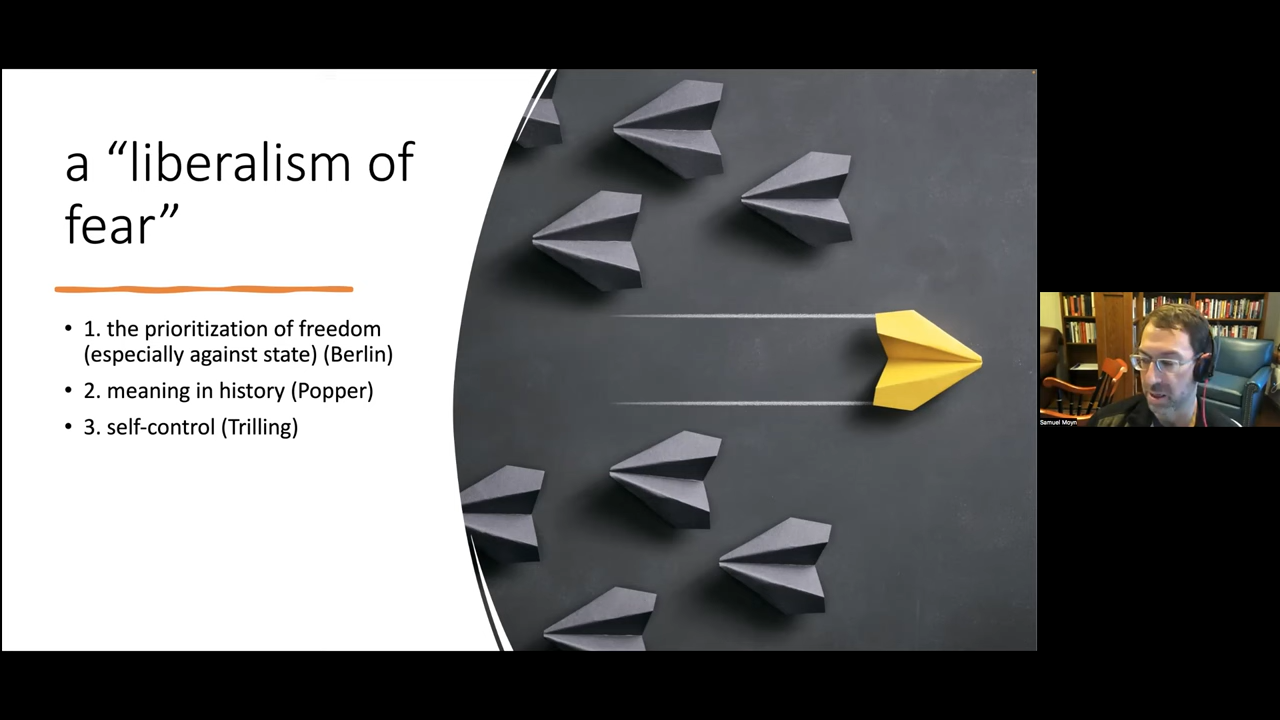 a “liberalism of
fear”
• 1. the prioritization of freedom
(especially against state) (Berlin)
• 2. meaning in history (Popper)
• 3. self-control (Trilling)
Samuel Moyn